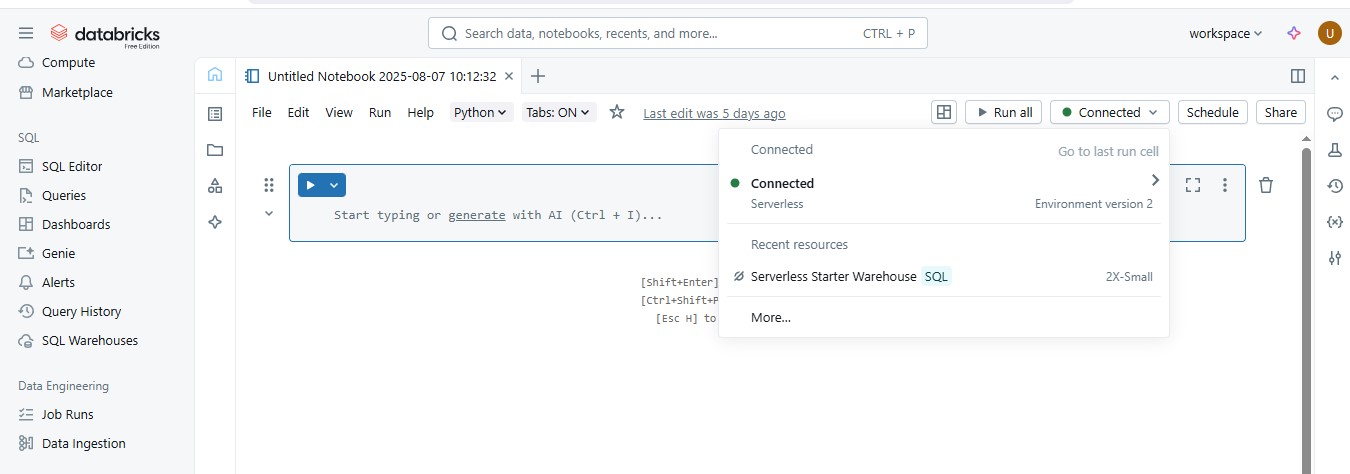 databricks
Free Edition
Search data, notebooks, recents, and more...
CTRL + P
workspace
U
Compute
Marketplace
SQL
SQL Editor
Queries
Dashboards
Genie
Alerts
Query History
SQL Warehouses
Data Engineering
Job Runs
Data Ingestion
Untitled Notebook 2025-08-07 10:12:32
File Edit View Run Help Python Tabs: ON Last edit was 5 days ago
Run all Connected Schedule Share
Start typing or generate with AI (Ctrl + I)...
[Shift+Enter]
[Ctrl+Shift+P
[Esc H] to
Connected
Go to last run cell
Connected
Serverless
Environment version 2
Recent resources
Serverless Starter Warehouse SQL
2X-Small
More...